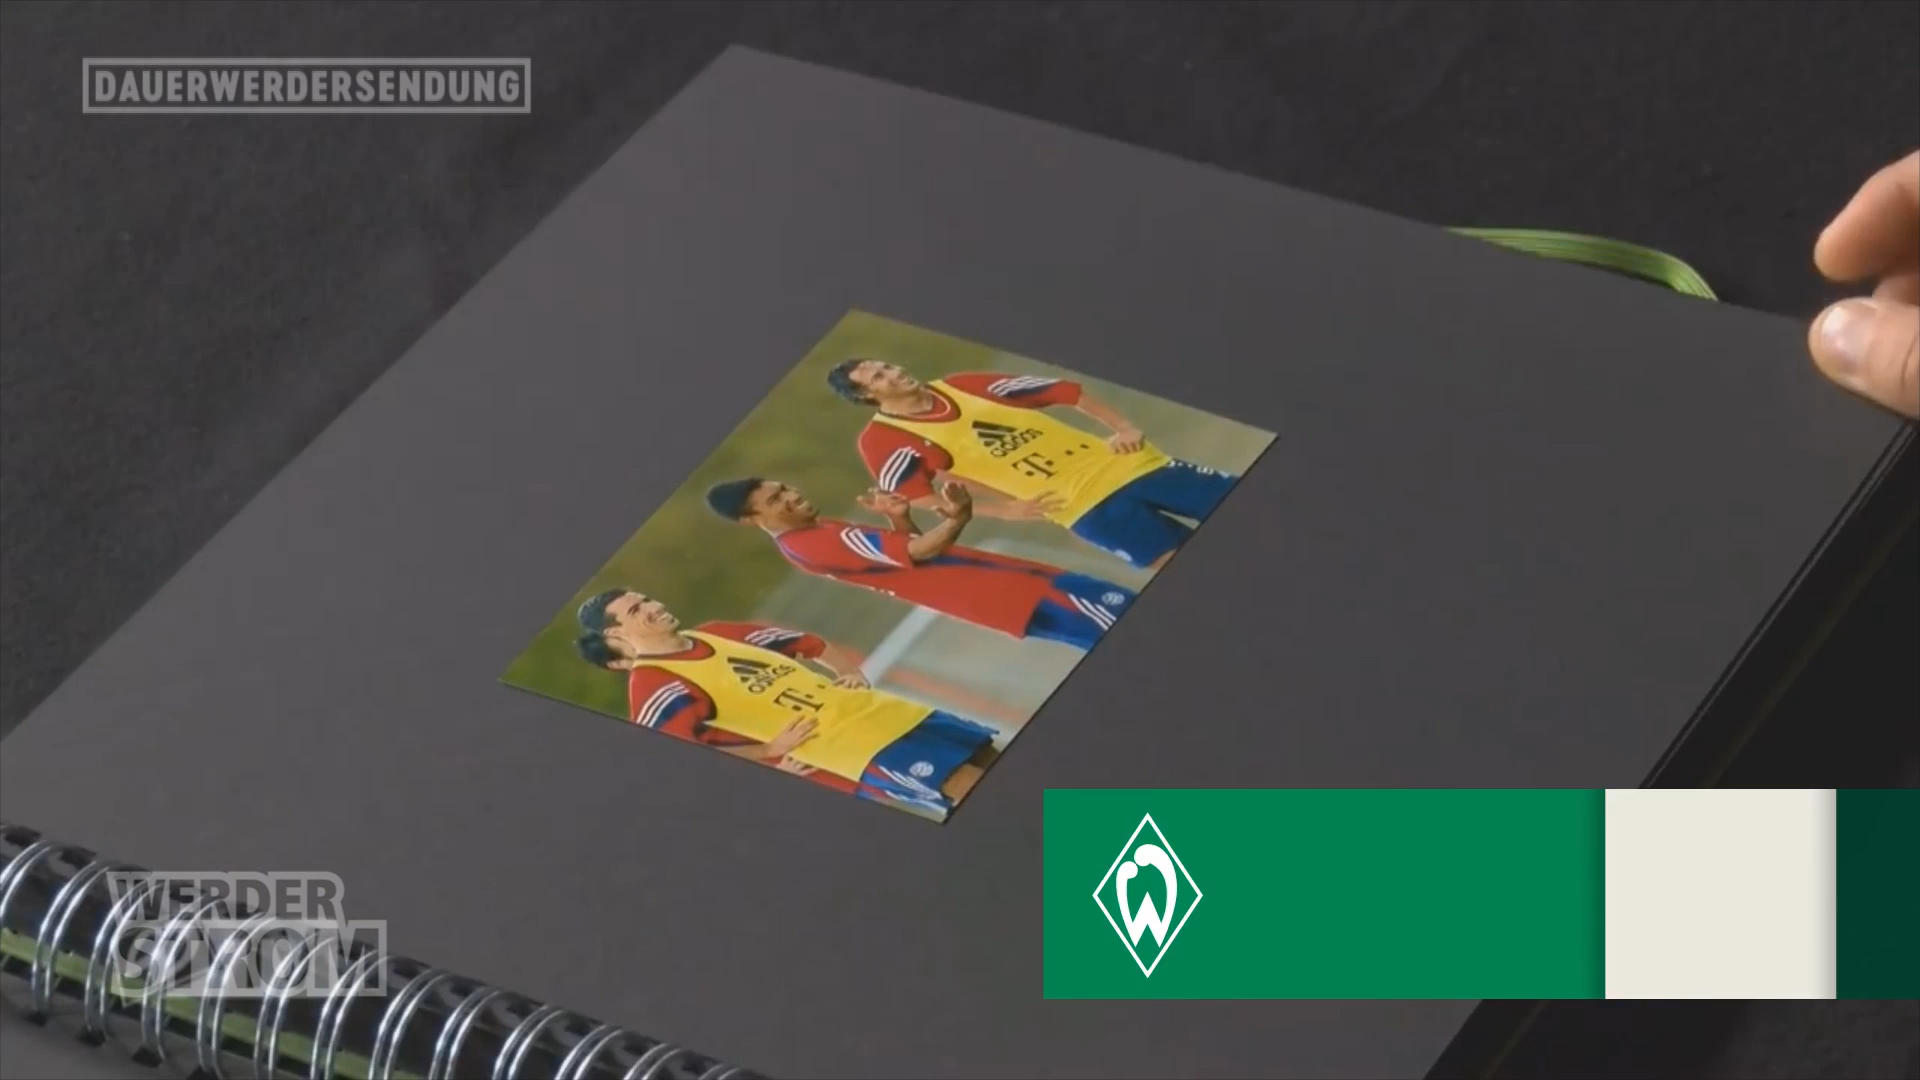 DAUERWERDERSENDUNG
adidas
·T···
adidas
·T··
WERDER
STROM